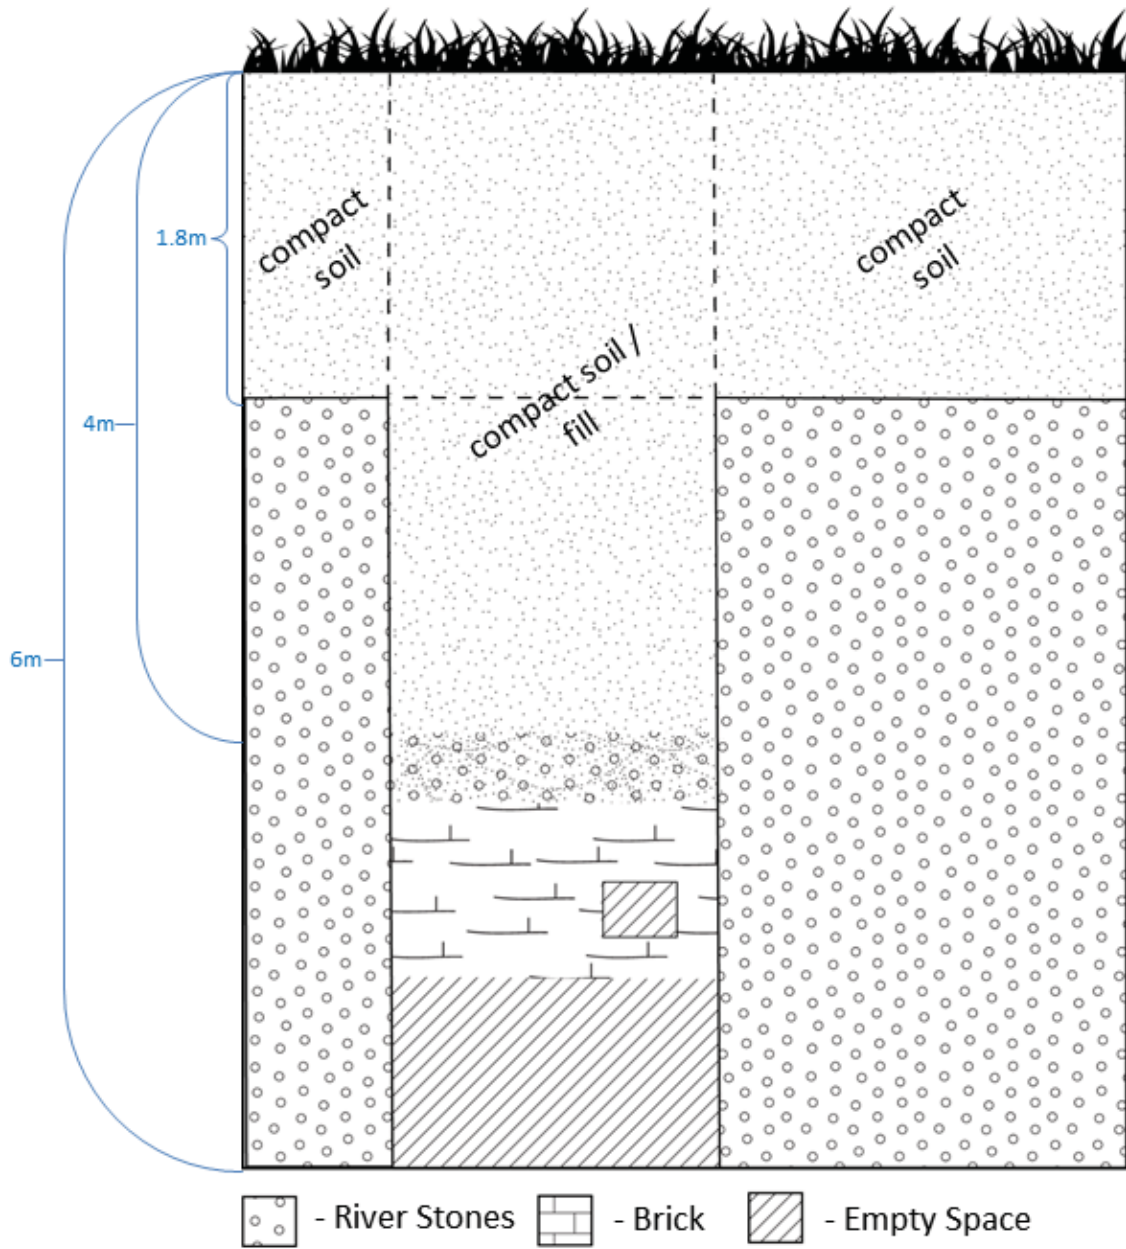 1.8m
compact
soil
compact
soil
compact soil /
fill
4m
6m
- River Stones
- Brick
- Empty Space